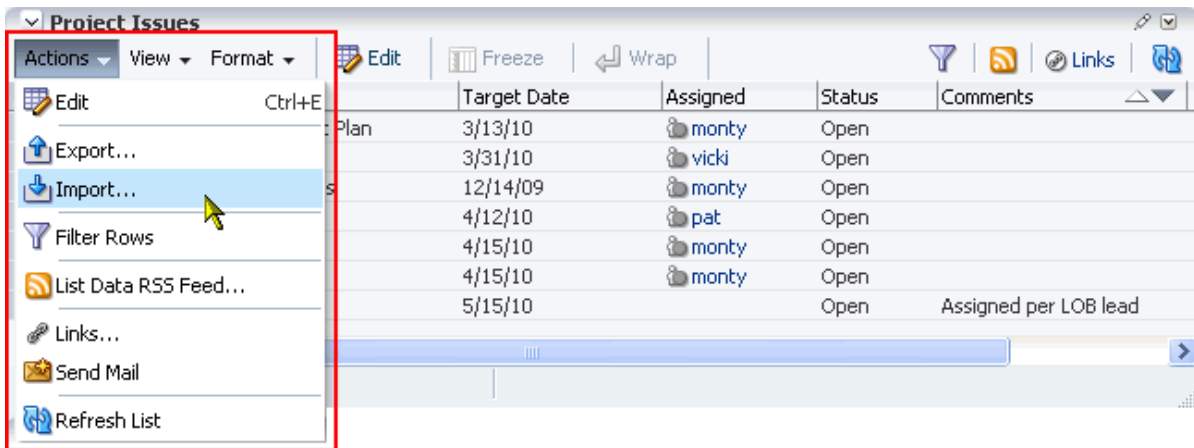 Project Issues
Actions View Format Edit Freeze Wrap Links
Edit Ctrl+E
Export...
Import...
Filter Rows
List Data RSS Feed...
Links...
Send Mail
Refresh List
Target Date Assigned Status Comments
Plan 3/13/10 monty Open
3/31/10 vicki Open
s 12/14/09 monty Open
4/12/10 pat Open
4/15/10 monty Open
4/15/10 monty Open
5/15/10 Open Assigned per LOB lead